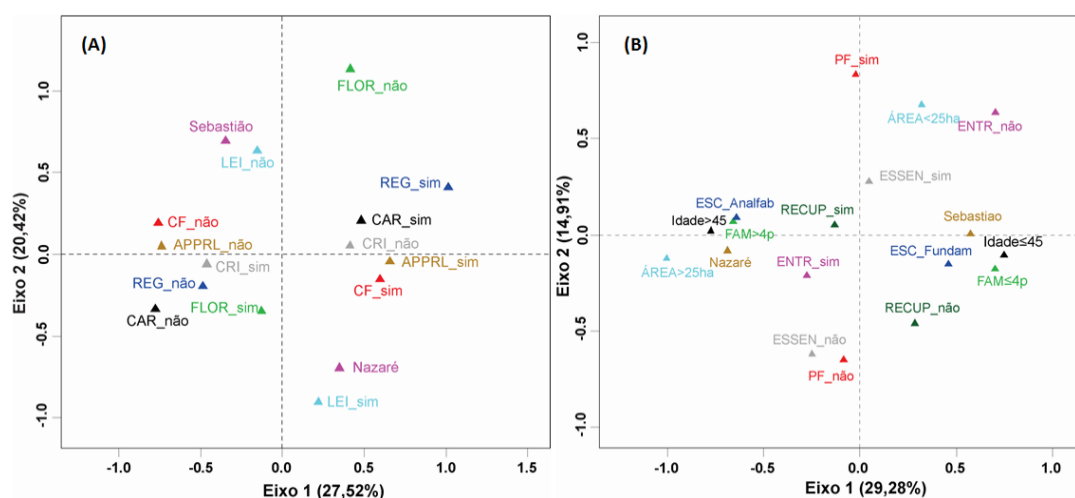 (A)
1.0
0.5
0.0
-0.5
-1.0
Eixo 2 (20,42%)
FLOR_não
Sebastião
LEI_não
REG_sim
CF_não
CAR_sim
APPRL_não
CRI_não
CRI_sim
APPRL_sim
REG_não
CF_sim
FLOR_sim
CAR_não
Nazaré
LEI_sim
-1.0 -0.5 0.0 0.5 1.0 1.5
Eixo 1 (27,52%)
(B)
1.0
0.5
0.0
-0.5
-1.0
Eixo 2 (14,91%)
PF_sim
ÁREA<25ha
ENTR_não
ESSEN_sim
ESC_Analfab
RECUP_sim
Sebastiao
Idade>45
FAM>4p
Idade≤45
Nazaré
ESC_Fundam
ÁREA>25ha
ENTR_sim
FAM≤4p
RECUP_não
ESSEN_não
PF_não
-1.0 -0.5 0.0 0.5 1.0
Eixo 1 (29,28%)